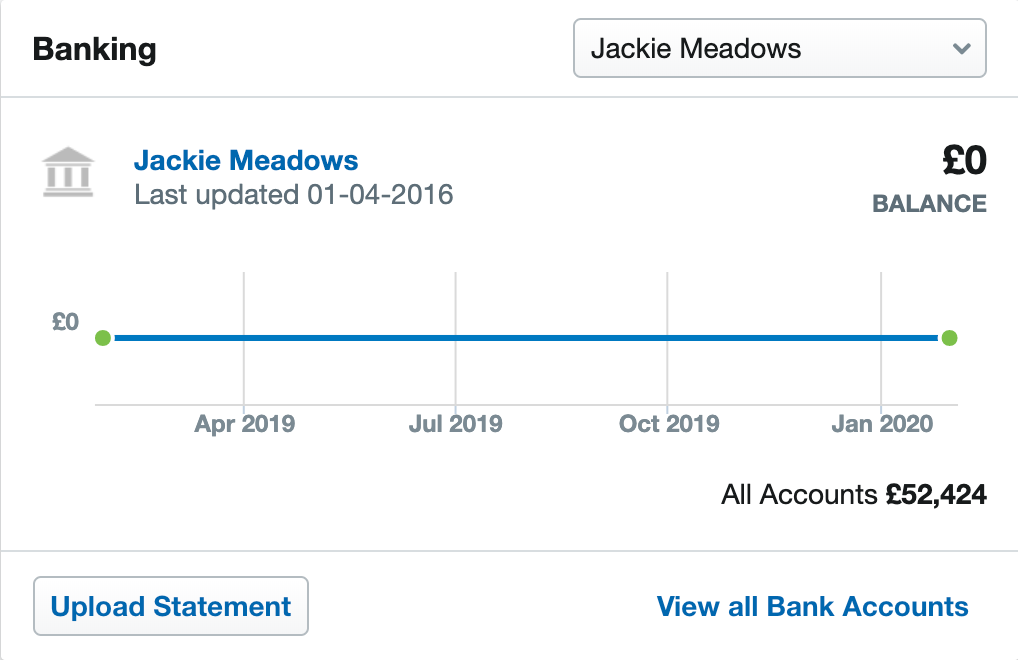 Banking
Jackie Meadows
Jackie Meadows
Last updated 01-04-2016
£0
BALANCE
£0
Apr 2019 Jul 2019 Oct 2019 Jan 2020
All Accounts £52,424
Upload Statement
View all Bank Accounts